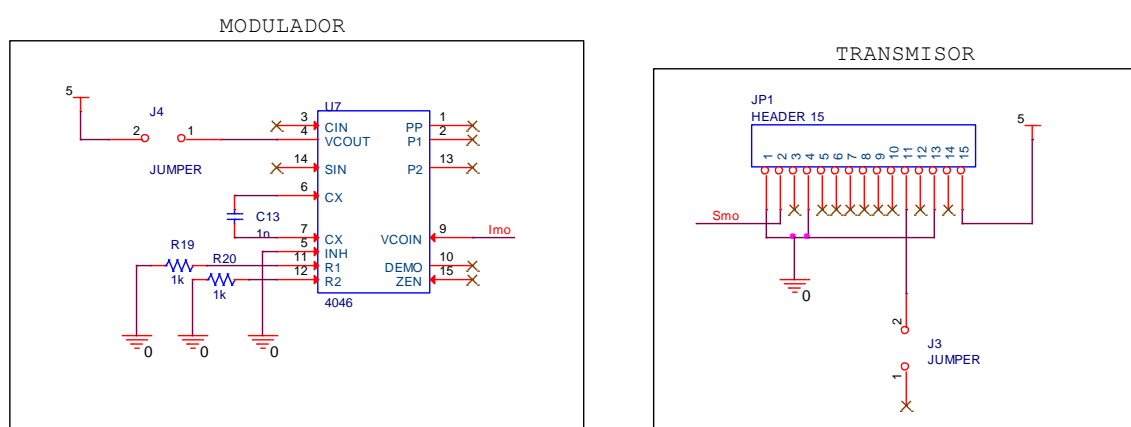 MODULADOR
5
J4
2
1
JUMPER
U7
3
CIN
PP
1
4
VCOUT
P1
2
14
SIN
P2
13
6
CX
C13
1n
7
CX
VCOIN
9
Imo
5
INH
R19
1k
11
R1
DEMO
10
R20
1k
12
R2
ZEN
15
4046
0
0
0
TRANSMISOR
JP1
HEADER 15
5
1 2 3 4 5 6 7 8 9 10 11 12 13 14 15
Smo
0
2
J3
JUMPER
1